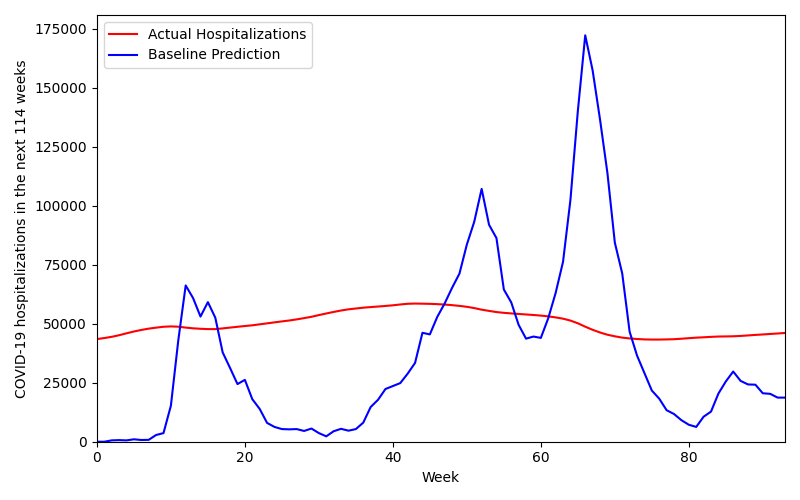 Actual Hospitalizations
Baseline Prediction
COVID-19 hospitalizations in the next 114 weeks
175000
150000
125000
100000
75000
50000
25000
0
0 20 40 60 80
Week